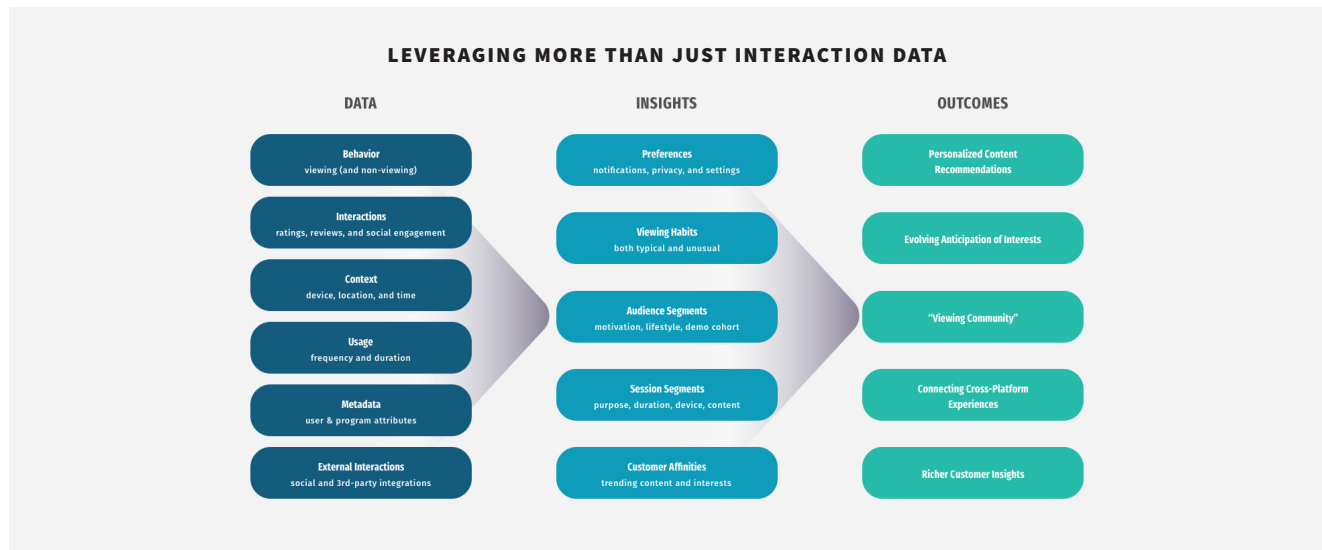 LEVERAGING MORE THAN JUST INTERACTION DATA
DATA
Behavior
viewing (and non-viewing)
Interactions
ratings, reviews, and social engagement
Context
device, location, and time
Usage
frequency and duration
Metadata
user & program attributes
External Interactions
social and 3rd-party integrations
INSIGHTS
Preferences
notifications, privacy, and settings
Viewing Habits
both typical and unusual
Audience Segments
motivation, lifestyle, demo cohort
Session Segments
purpose, duration, device, content
Customer Affinities
trending content and interests
OUTCOMES
Personalized Content
Recommendations
Evolving Anticipation of Interests
“Viewing Community”
Connecting Cross-Platform
Experiences
Richer Customer Insights